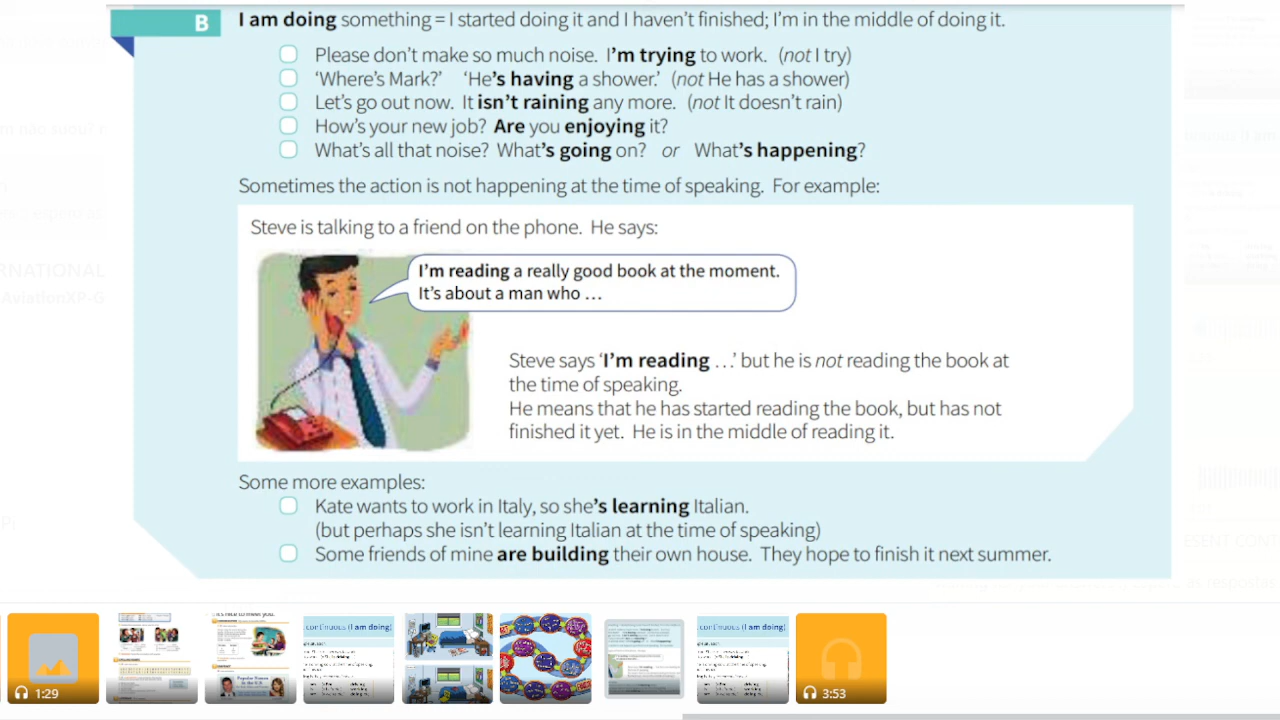 B
I am doing something = I started doing it and I haven’t finished; I’m in the middle of doing it.
Please don’t make so much noise. I’m trying to work. (not I try)
‘Where’s Mark?’ ‘He’s having a shower.’ (not He has a shower)
Let’s go out now. It isn’t raining any more. (not It doesn’t rain)
How’s your new job? Are you enjoying it?
What’s all that noise? What’s going on? or What’s happening?
Sometimes the action is not happening at the time of speaking. For example:
Steve is talking to a friend on the phone. He says:
I’m reading a really good book at the moment.
It’s about a man who …
Steve says ‘I’m reading …’ but he is not reading the book at
the time of speaking.
He means that he has started reading the book, but has not
finished it yet. He is in the middle of reading it.
Some more examples:
Kate wants to work in Italy, so she’s learning Italian.
(but perhaps she isn’t learning Italian at the time of speaking)
Some friends of mine are building their own house. They hope to finish it next summer.
RNATIONAL
AviationXP-G
as respostas
1:29
continuous (I am doing)
continuous (I am doing)
3:53